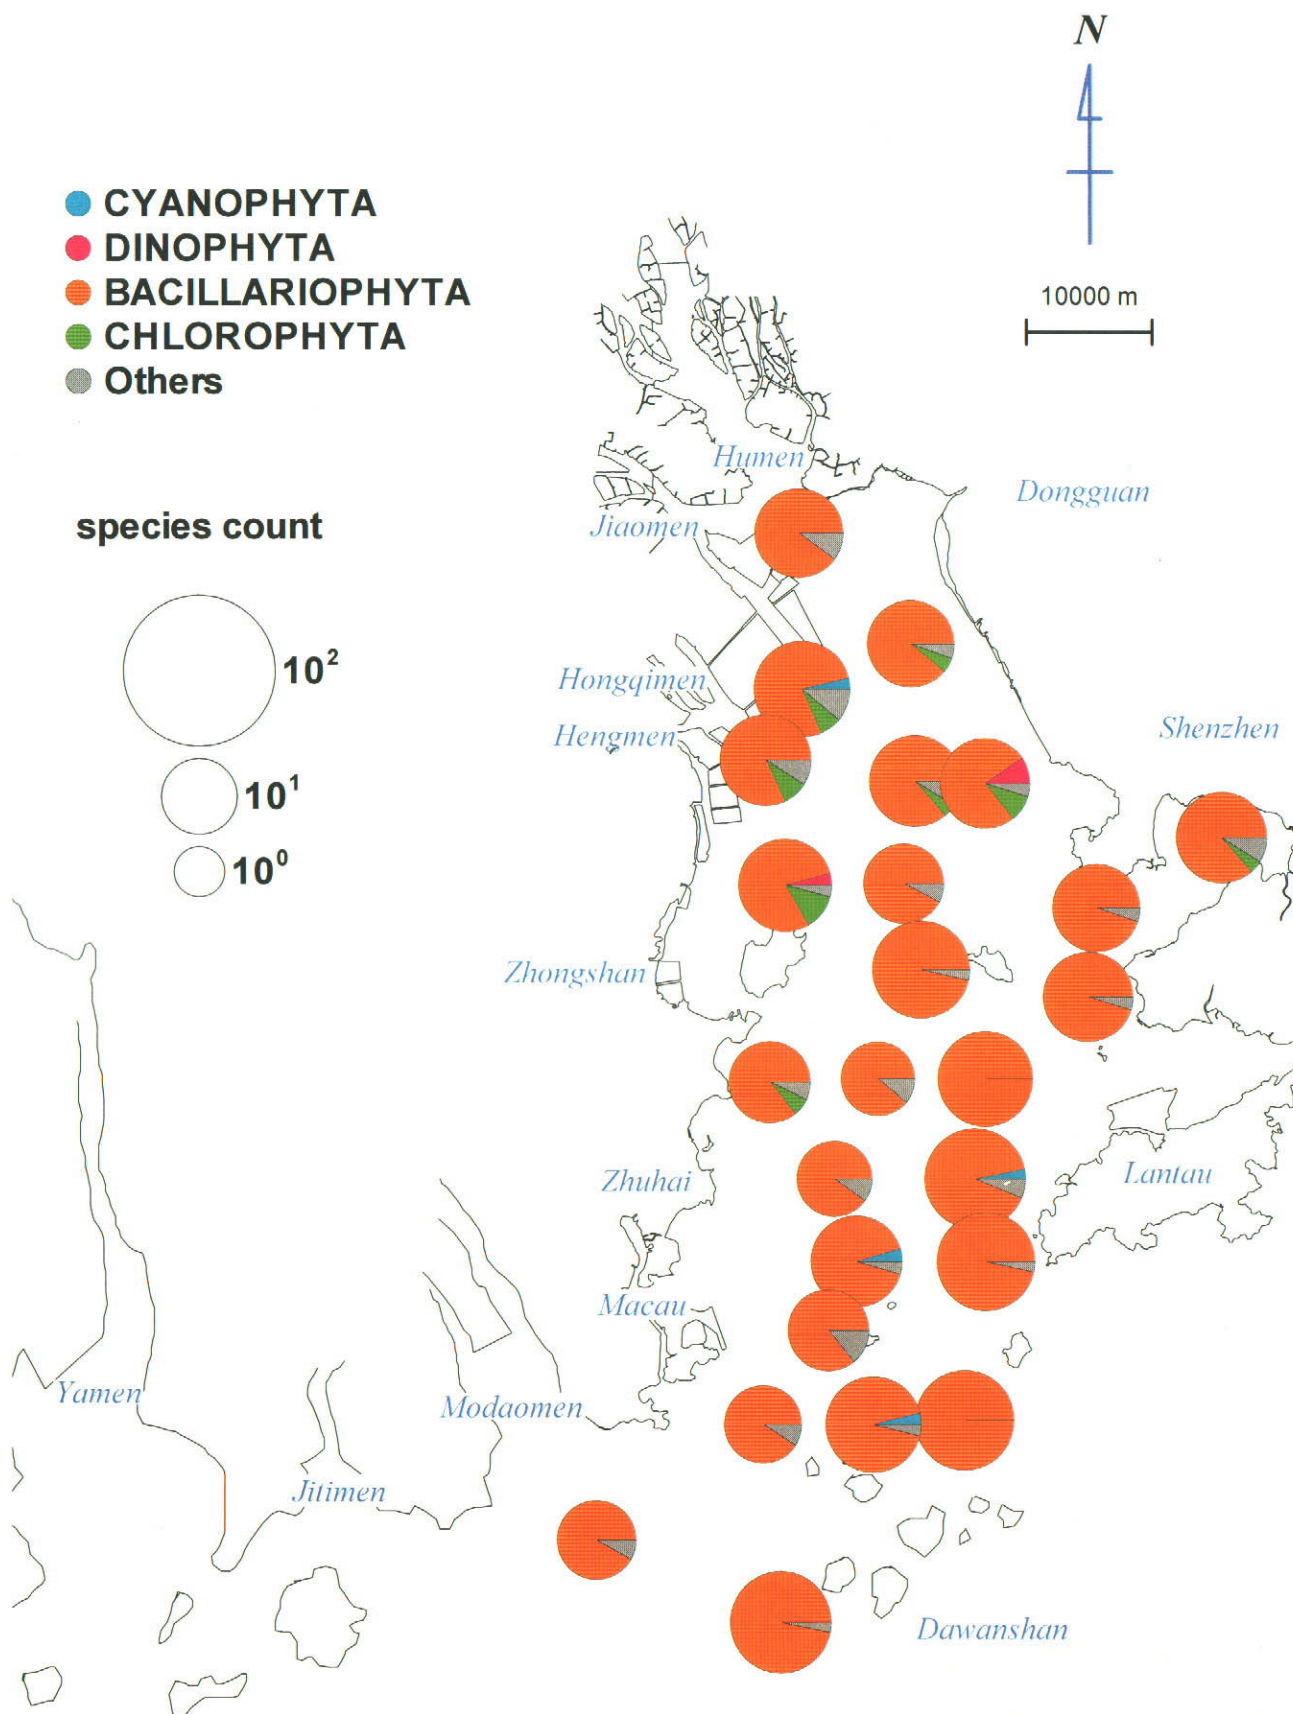 N
CYANOPHYTA
DINOPHYTA
BACILLARIOPHYTA
CHLOROPHYTA
Others
10000 m
Humen
Dongguan
species count
Jiaomen
10²
Hongqimen
Hengmen
Shenzhen
10¹
10⁰
Zhongshan
Zhuhai
Lantau
Macau
Yamen
Modaomen
Jitimen
Dawanshan